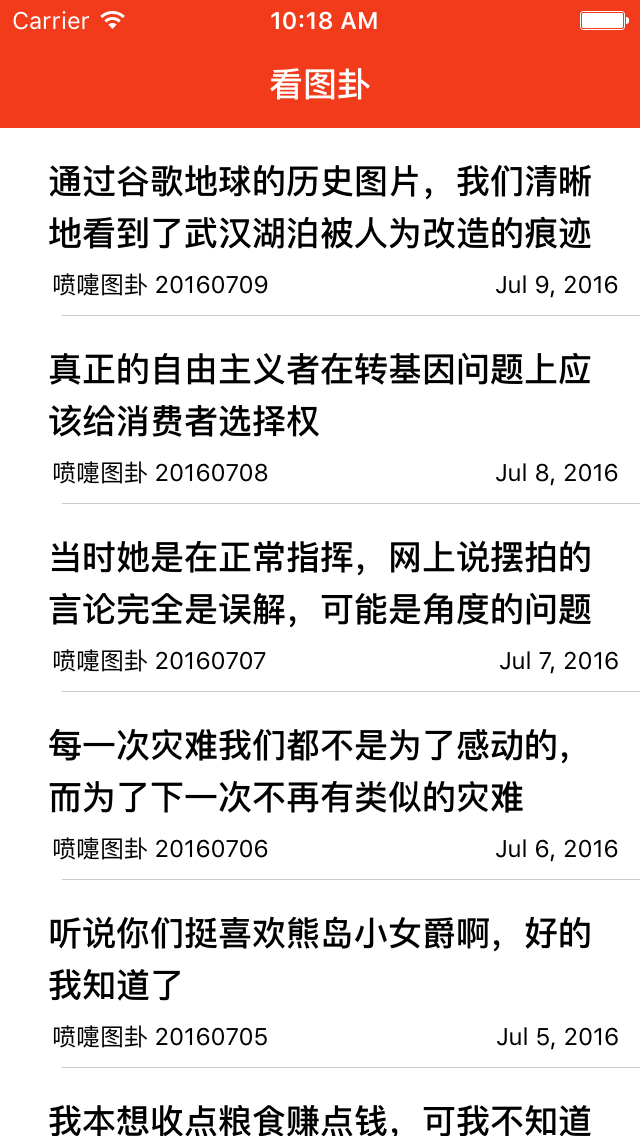 Carrier 10:18 AM
看图卦
通过谷歌地球的历史图片，我们清晰
地看到了武汉湖泊被人为改造的痕迹
喷嚏图卦 20160709 Jul 9, 2016
真正的自由主义者在转基因问题上应
该给消费者选择权
喷嚏图卦 20160708 Jul 8, 2016
当时她是在正常指挥，网上说摆拍的
言论完全是误解，可能是角度的问题
喷嚏图卦 20160707 Jul 7, 2016
每一次灾难我们都不是为了感动的，
而为了下一次不再有类似的灾难
喷嚏图卦 20160706 Jul 6, 2016
听说你们挺喜欢熊岛小女爵啊，好的
我知道了
喷嚏图卦 20160705 Jul 5, 2016
我本想收点粮食赚点钱，可我不知道